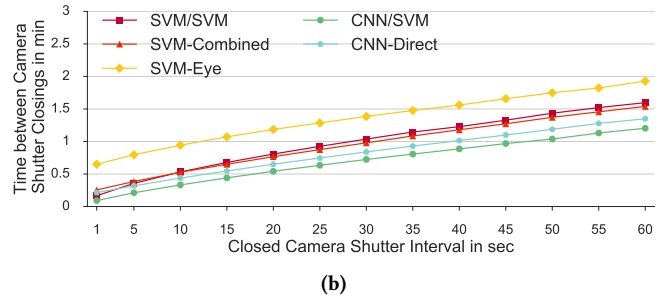 3
2.5
2
1.5
1
0.5
0
Time between Camera
Shutter Closings in min
SVM/SVM
SVM-Combined
SVM-Eye
CNN/SVM
CNN-Direct
1 5 10 15 20 25 30 35 40 45 50 55 60
Closed Camera Shutter Interval in sec
(b)